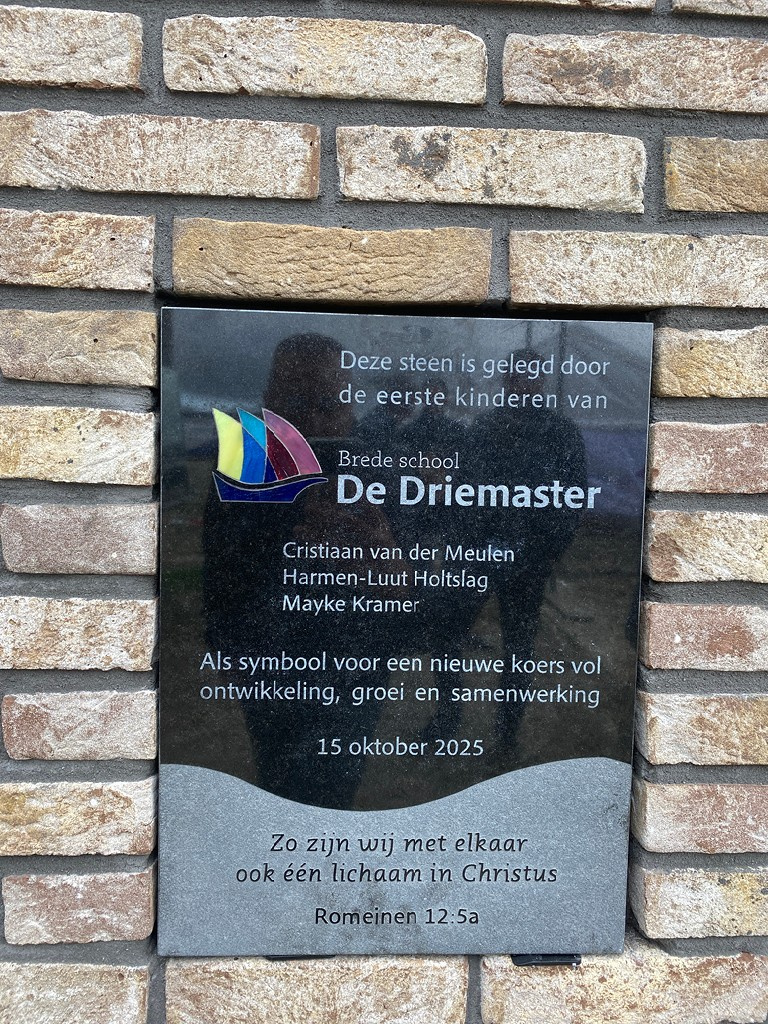 Deze steen is gelegd door
de eerste kinderen van
Brede school
De Driemaster
Cristiaan van der Meulen
Harmen-Luut Holtslag
Mayke Kramer
Als symbool voor een nieuwe koers vol
ontwikkeling, groei en samenwerking
15 oktober 2025
Zo zijn wij met elkaar
ook één lichaam in Christus
Romeinen 12:5a